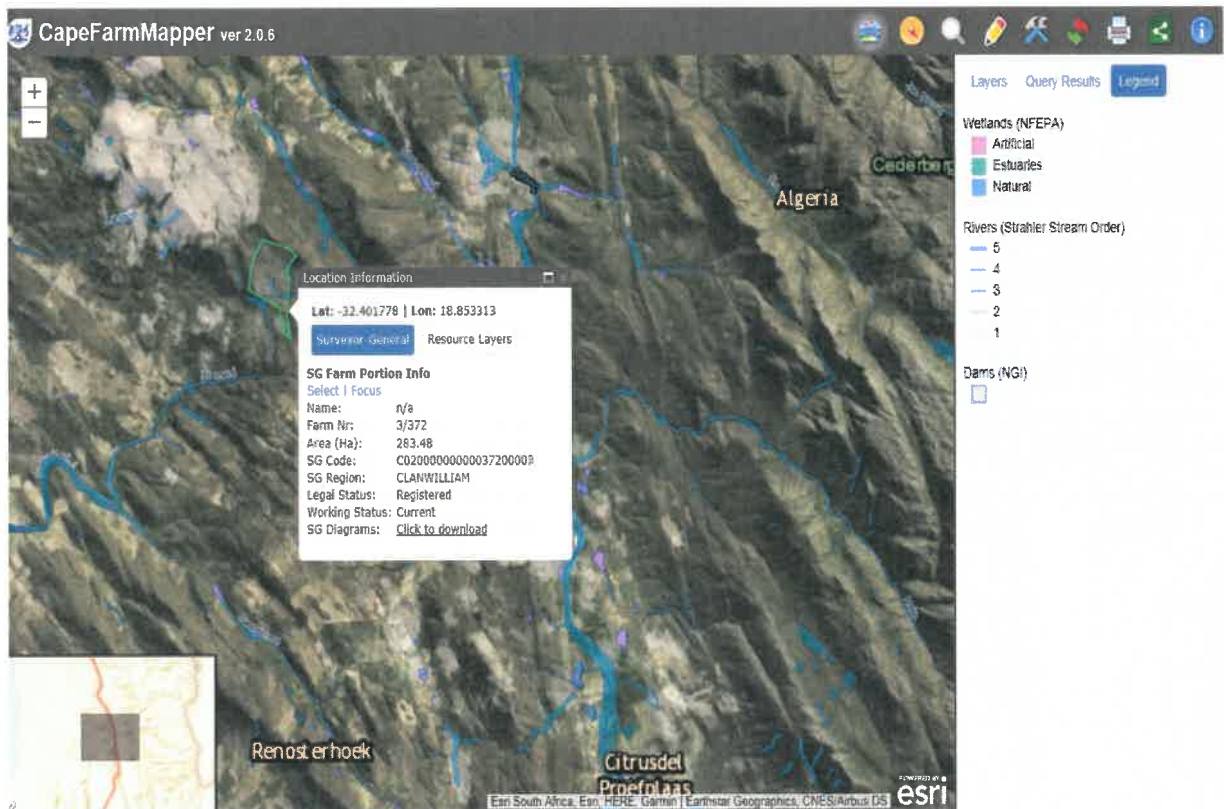 CapeFarmMapper ver 2.0.6
+
−
Layers Query Results Legend
Wetlands (NFEPA)
Artificial
Estuaries
Natural
Rivers (Strahler Stream Order)
5
4
3
2
1
Dams (NGI)
Cederberg
Algeria
Location Information
Lat: -32.401778 | Lon: 18.853313
Surveyor-General Resource Layers
SG Farm Portion Info
Select | Focus
Name: n/a
Farm Nr: 3/372
Area (Ha): 283.48
SG Code: C02000000000037200003
SG Region: CLANWILLIAM
Legal Status: Registered
Working Status: Current
SG Diagrams: Click to download
Renosterhoek
Citrusdel
Proefplaas
Esri South Africa, Esri, HERE, Garmin | Earthstar Geographics, CNES/Airbus DS
POWERED BY
esri